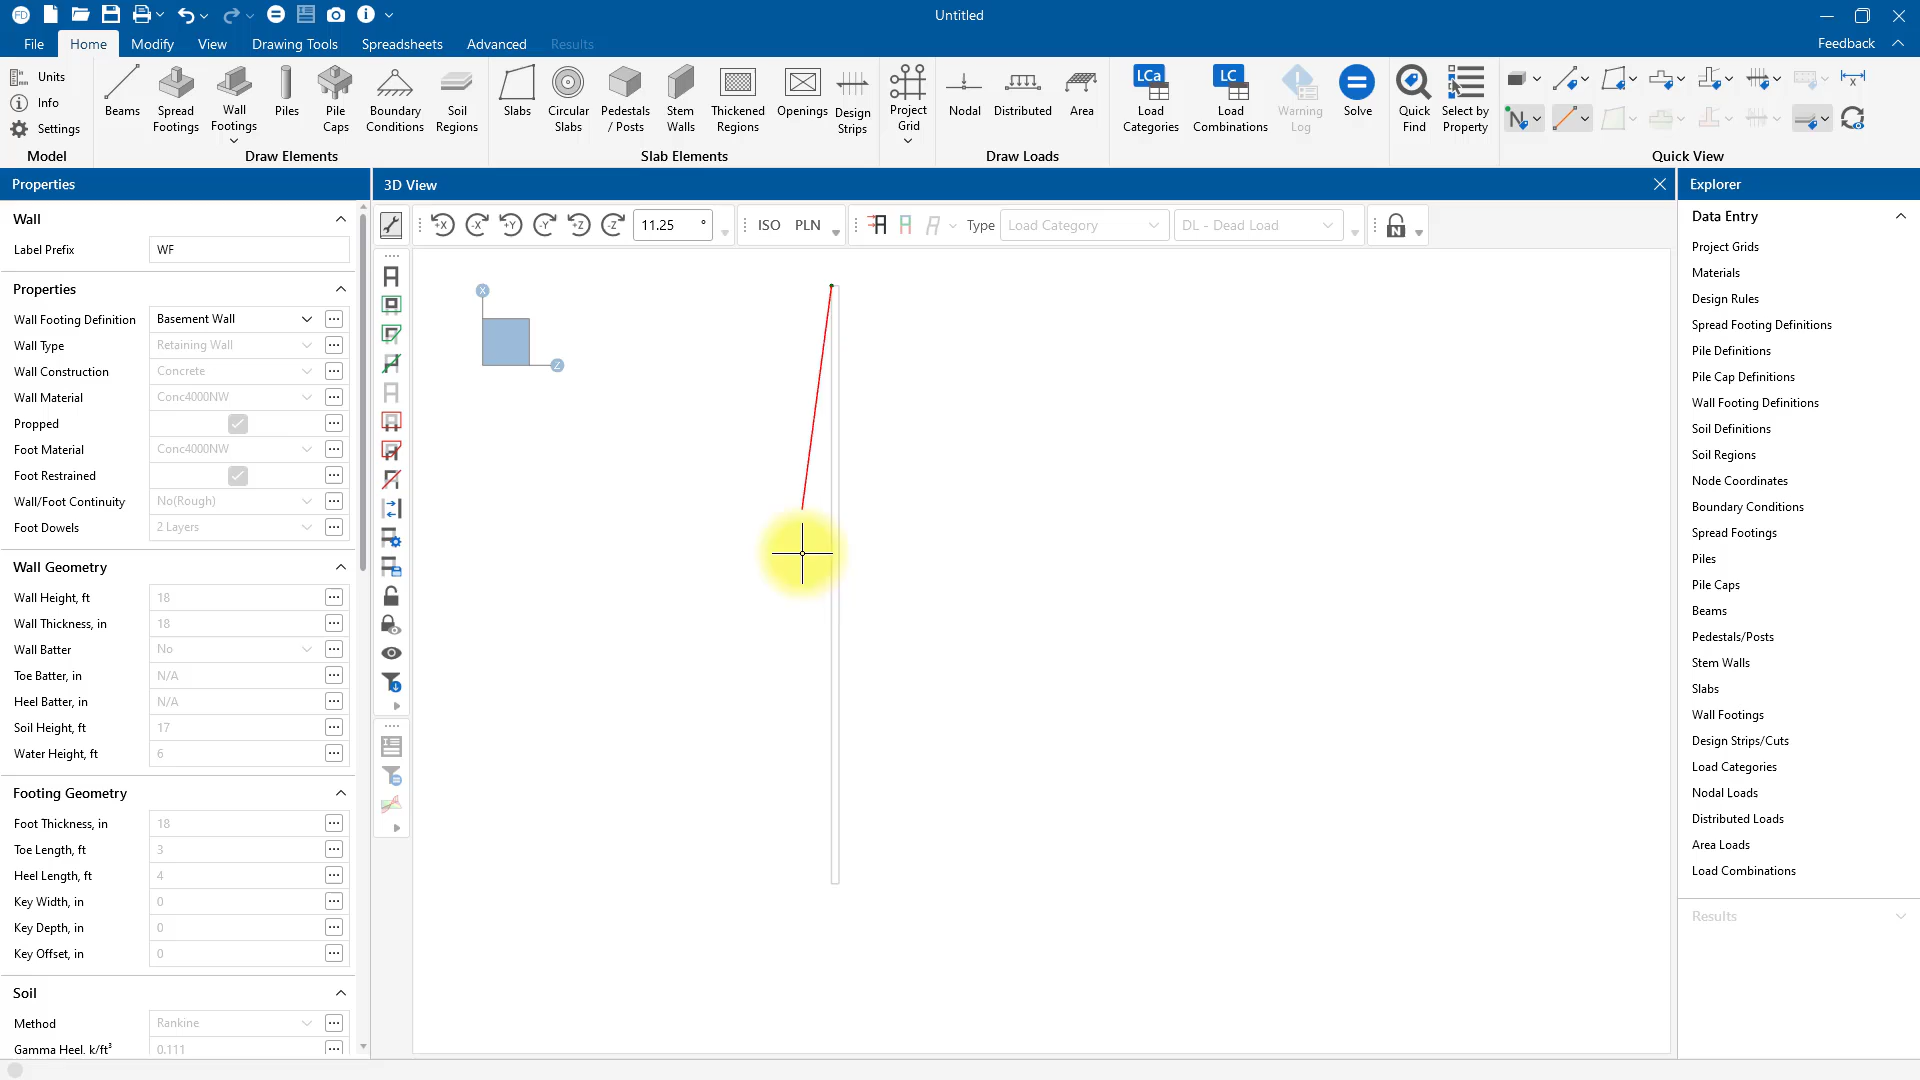 FD
Untitled
File Home Modify View Drawing Tools Spreadsheets Advanced Results
Feedback
Units
Info
Settings
Model
Beams
Spread Footings
Wall Footings
Piles
Pile Caps
Boundary Conditions
Soil Regions
Draw Elements
Slabs
Circular Slabs
Pedestals / Posts
Stem Walls
Thickened Regions
Openings
Design Strips
Slab Elements
Project Grid
Nodal
Distributed
Area
Draw Loads
LCa
Load Categories
LC
Load Combinations
Warning Log
Solve
Quick Find
Select by Property
N
Quick View
Properties
Wall
Label Prefix WF
Properties
Wall Footing Definition Basement Wall
Wall Type Retaining Wall
Wall Construction Concrete
Wall Material Conc4000NW
Propped
Foot Material Conc4000NW
Foot Restrained
Wall/Foot Continuity No(Rough)
Foot Dowels 2 Layers
Wall Geometry
Wall Height, ft 18
Wall Thickness, in 18
Wall Batter No
Toe Batter, in N/A
Heel Batter, in N/A
Soil Height, ft 17
Water Height, ft 6
Footing Geometry
Foot Thickness, in 18
Toe Length, ft 3
Heel Length, ft 4
Key Width, in 0
Key Depth, in 0
Key Offset, in 0
Soil
Method Rankine
Gamma Heel, k/ft³ 0.111
3D View
+X -X +Y -Y +Z -Z 11.25 ° ISO PLN Type Load Category DL - Dead Load
X
Z
Explorer
Data Entry
Project Grids
Materials
Design Rules
Spread Footing Definitions
Pile Definitions
Pile Cap Definitions
Wall Footing Definitions
Soil Definitions
Soil Regions
Node Coordinates
Boundary Conditions
Spread Footings
Piles
Pile Caps
Beams
Pedestals/Posts
Stem Walls
Slabs
Wall Footings
Design Strips/Cuts
Load Categories
Nodal Loads
Distributed Loads
Area Loads
Load Combinations
Results